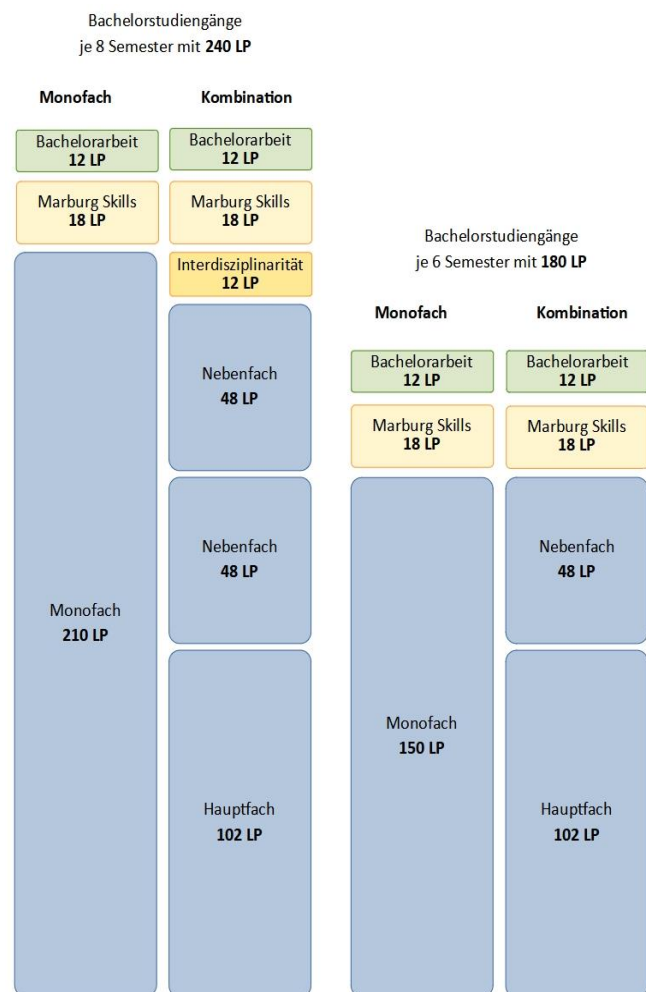 Bachelorstudiengänge
je 8 Semester mit 240 LP
Monofach
Kombination
Bachelorarbeit
12 LP
Marburg Skills
18 LP
Monofach
210 LP
Bachelorarbeit
12 LP
Marburg Skills
18 LP
Interdisziplinarität
12 LP
Nebenfach
48 LP
Nebenfach
48 LP
Hauptfach
102 LP
Bachelorstudiengänge
je 6 Semester mit 180 LP
Monofach
Kombination
Bachelorarbeit
12 LP
Marburg Skills
18 LP
Monofach
150 LP
Bachelorarbeit
12 LP
Marburg Skills
18 LP
Nebenfach
48 LP
Hauptfach
102 LP